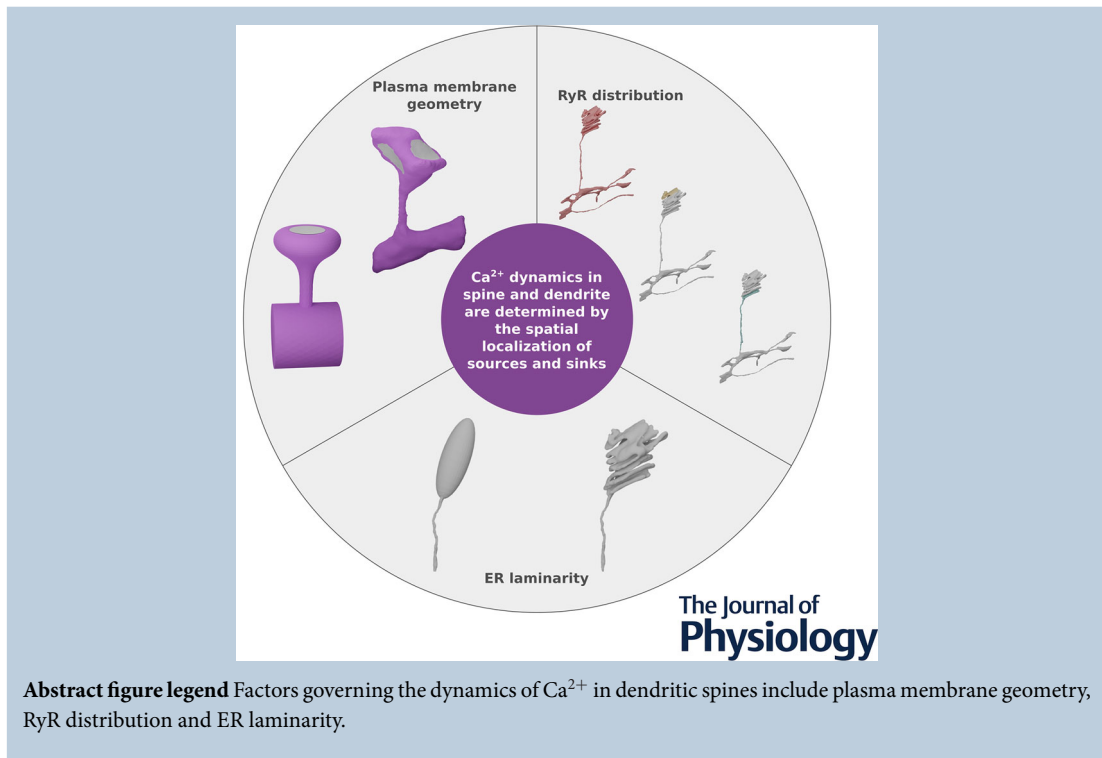 Plasma membrane
geometry
RyR distribution
Ca²⁺ dynamics in
spine and dendrite
are determined by
the spatial
localization of
sources and sinks
ER laminarity
The Journal of
Physiology
Abstract figure legend Factors governing the dynamics of Ca²⁺ in dendritic spines include plasma membrane geometry,
RyR distribution and ER laminarity.